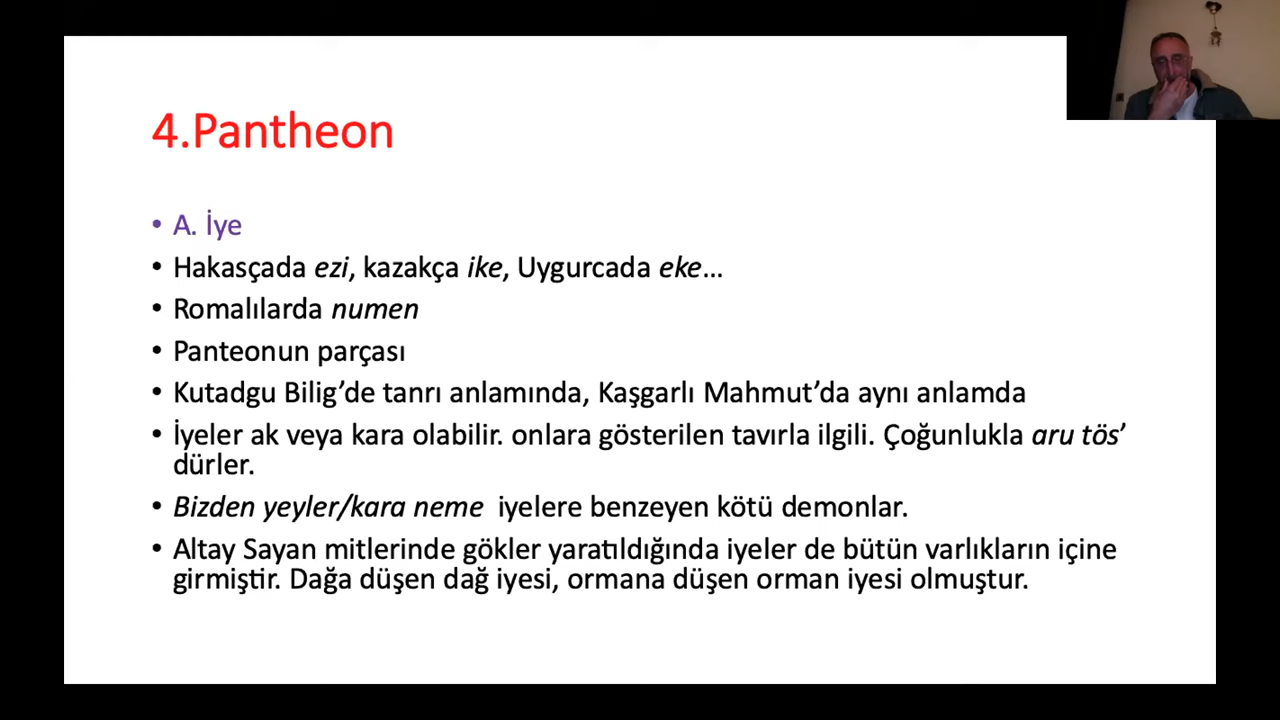 4.Pantheon
• A. İye
• Hakasçada ezi, kazakça ike, Uygurcada eke…
• Romalılarda numen
• Panteonun parçası
• Kutadgu Bilig’de tanrı anlamında, Kaşgarlı Mahmut’da aynı anlamda
• İyeler ak veya kara olabilir. onlara gösterilen tavırla ilgili. Çoğunlukla aru tös’
dürler.
• Bizden yeyler/kara neme iyelere benzeyen kötü demonlar.
• Altay Sayan mitlerinde gökler yaratıldığında iyeler de bütün varlıkların içine
girmiştir. Dağa düşen dağ iyesi, ormana düşen orman iyesi olmuştur.